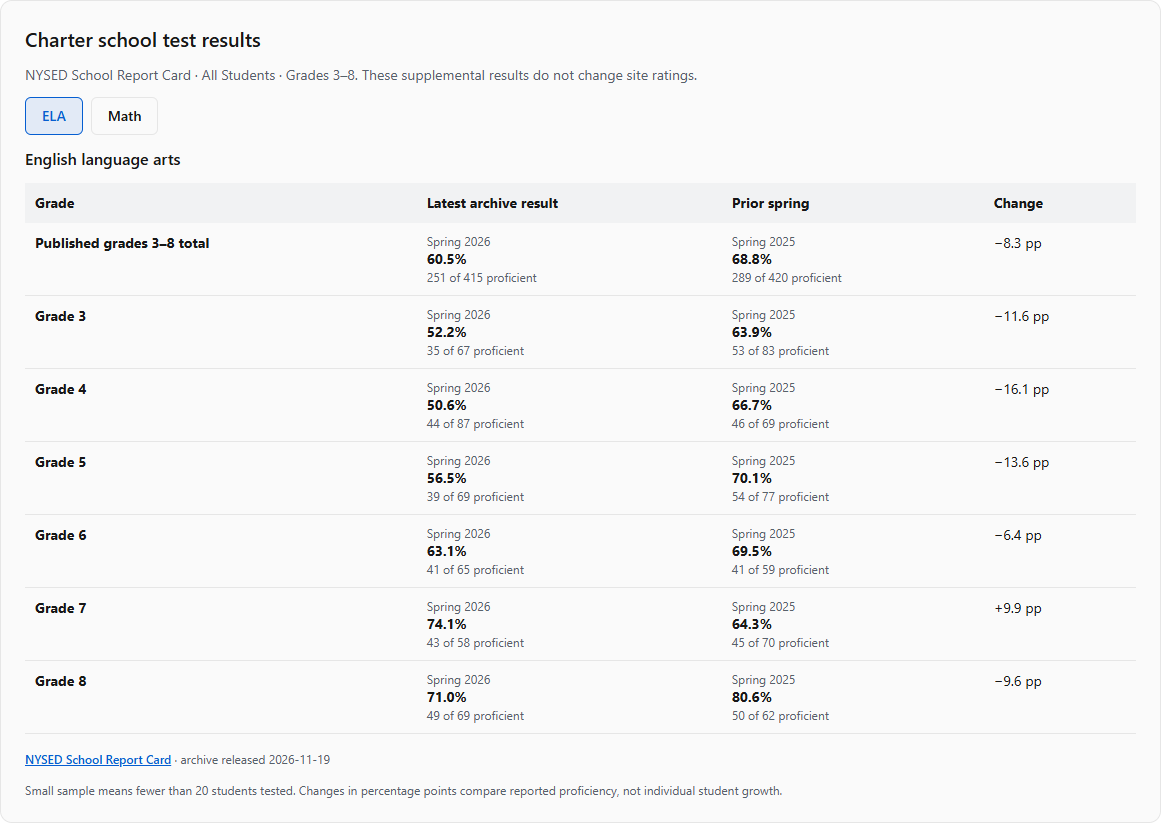 Charter school test results
NYSED School Report Card · All Students · Grades 3–8. These supplemental results do not change site ratings.
ELA Math
English language arts
Grade Latest archive result Prior spring Change
Published grades 3–8 total Spring 2026 Spring 2025 −8.3 pp
60.5% 68.8%
251 of 415 proficient 289 of 420 proficient
Grade 3 Spring 2026 Spring 2025 −11.6 pp
52.2% 63.9%
35 of 67 proficient 53 of 83 proficient
Grade 4 Spring 2026 Spring 2025 −16.1 pp
50.6% 66.7%
44 of 87 proficient 46 of 69 proficient
Grade 5 Spring 2026 Spring 2025 −13.6 pp
56.5% 70.1%
39 of 69 proficient 54 of 77 proficient
Grade 6 Spring 2026 Spring 2025 −6.4 pp
63.1% 69.5%
41 of 65 proficient 41 of 59 proficient
Grade 7 Spring 2026 Spring 2025 +9.9 pp
74.1% 64.3%
43 of 58 proficient 45 of 70 proficient
Grade 8 Spring 2026 Spring 2025 −9.6 pp
71.0% 80.6%
49 of 69 proficient 50 of 62 proficient
NYSED School Report Card · archive released 2026-11-19
Small sample means fewer than 20 students tested. Changes in percentage points compare reported proficiency, not individual student growth.